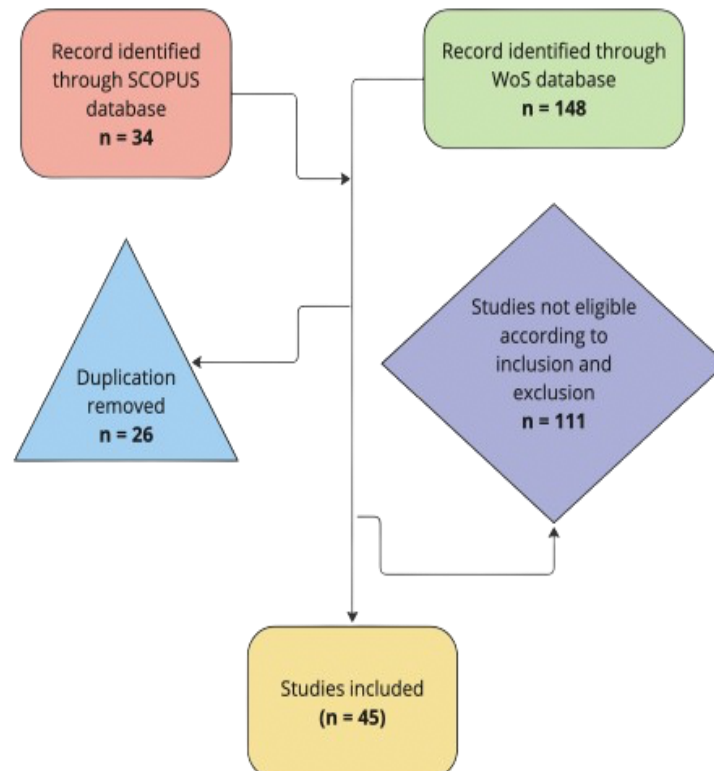 Record identified
through SCOPUS
database
n = 34
Record identified through
WoS database
n = 148
Duplication
removed
n = 26
Studies not eligible
according to
inclusion and
exclusion
n = 111
Studies included
(n = 45)